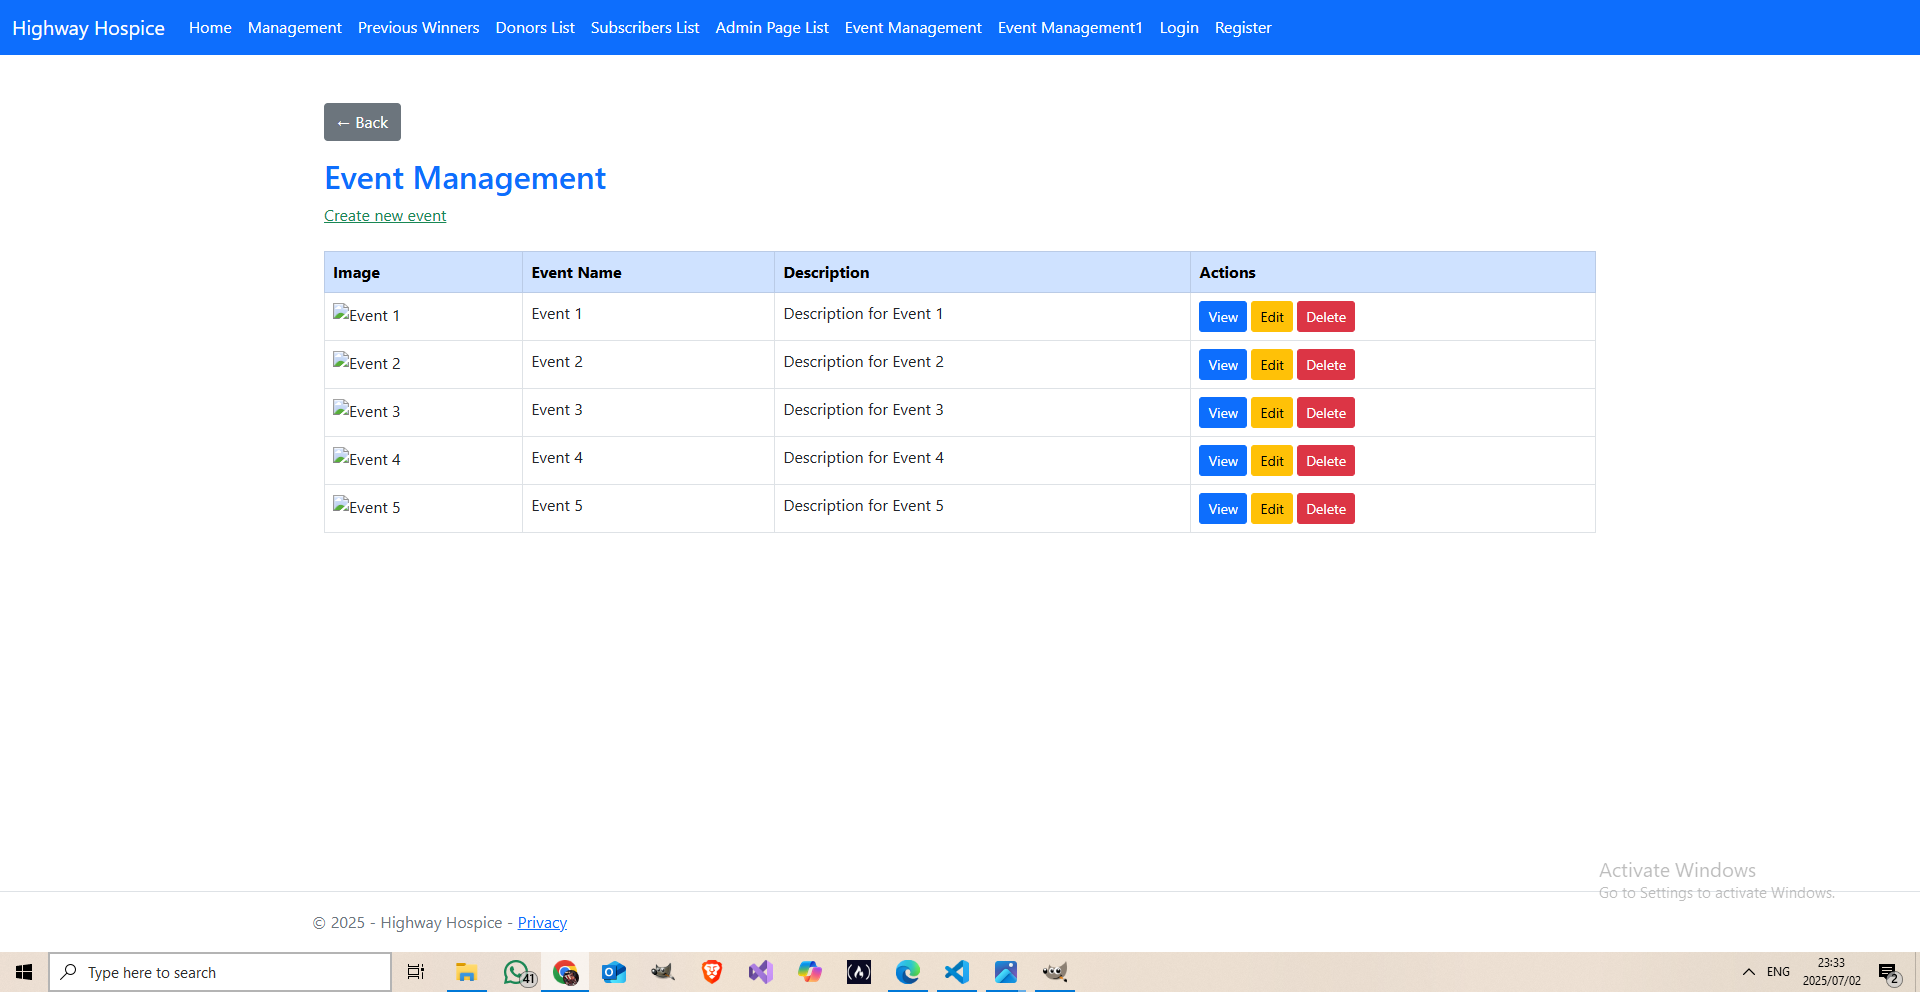 Highway Hospice Home Management Previous Winners Donors List Subscribers List Admin Page List Event Management Event Management1 Login Register
← Back
Event Management
Create new event
Image Event Name Description Actions
Event 1 Event 1 Description for Event 1 View Edit Delete
Event 2 Event 2 Description for Event 2 View Edit Delete
Event 3 Event 3 Description for Event 3 View Edit Delete
Event 4 Event 4 Description for Event 4 View Edit Delete
Event 5 Event 5 Description for Event 5 View Edit Delete
Activate Windows
Go to Settings to activate Windows.
© 2025 - Highway Hospice - Privacy
Type here to search 41 ENG 23:33 2
2025/07/02